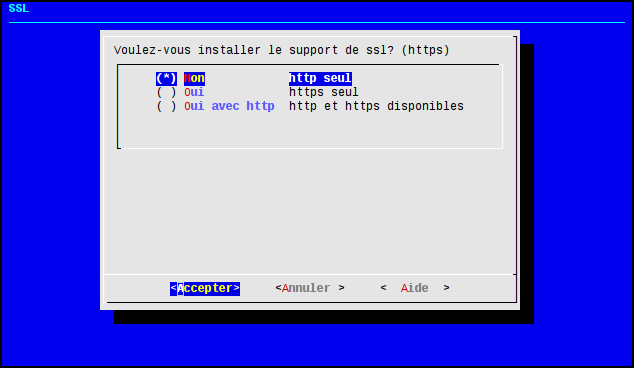 SSL
Voulez-vous installer le support de ssl? (https)
(*) Non http seul
( ) Oui https seul
( ) Oui avec http http et https disponibles
<Accepter> <Annuler > < Aide >